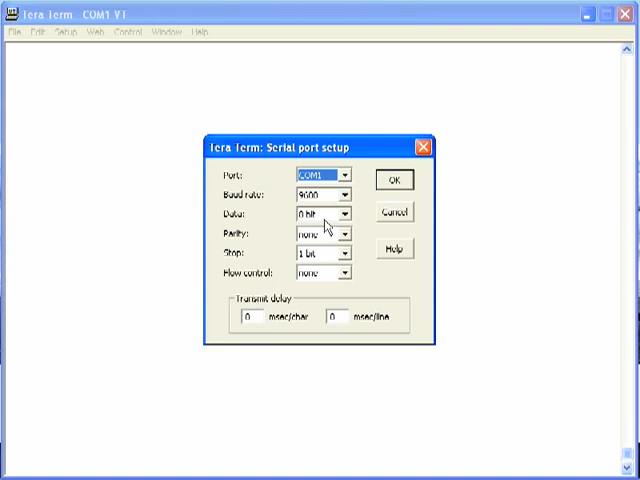 Tera Term - COM1 VT
File Edit Setup Web Control Window Help
Tera Term: Serial port setup
Port: COM1 OK
Baud rate: 9600
Data: 8 bit Cancel
Parity: none
Stop: 1 bit Help
Flow control: none
Transmit delay
0 msec/char 0 msec/line